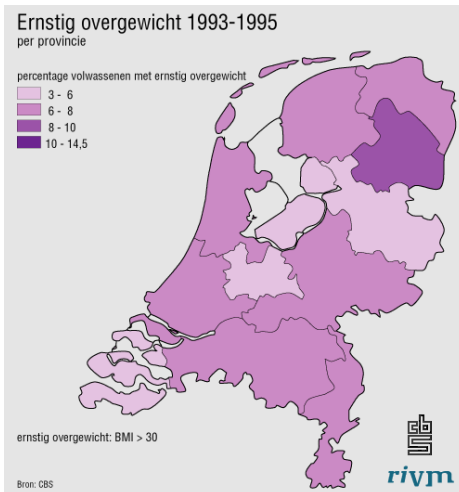 Ernstig overgewicht 1993-1995
per provincie
percentage volwassenen met ernstig overgewicht
3 - 6
6 - 8
8 - 10
10 - 14,5
ernstig overgewicht: BMI > 30
cbs
rivm
Bron: CBS